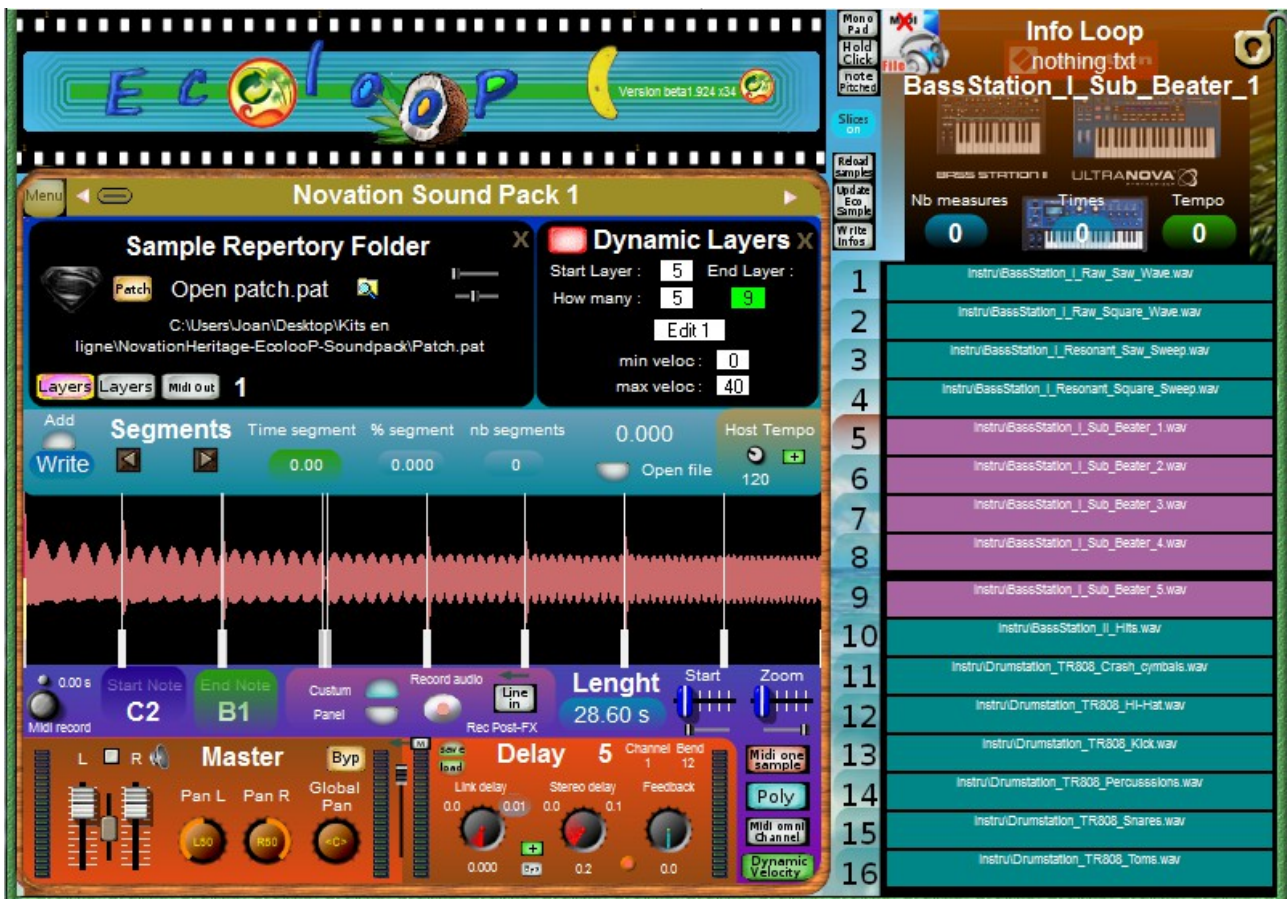 EcolooP
Version beta1.924 x34
Menu
Novation Sound Pack 1
Sample Repertory Folder
X
Patch
Open patch.pat
C:\Users\Joan\Desktop\Kits en
ligne\NovationHeritage-EcolooP-Soundpack\Patch.pat
Layers
Layers
Midi Out
1
Dynamic Layers
X
Start Layer :
5
End Layer :
How many :
5
9
Edit 1
min veloc :
0
max veloc :
40
Add
Write
Segments
Time segment
% segment
nb segments
0.000
0.00
0.000
0
Open file
Host Tempo
+
120
0.00 s
Midi record
Start Note
C2
End Note
B1
Custum
Panel
Record audio
Line
in
Rec Post-FX
Lenght
28.60 s
Start
Zoom
L
R
Master
Byp
Pan L
Pan R
Global
Pan
L50
R50
<C>
M
save
load
Delay
5
Channel
1
Bend
12
Link delay
Stereo delay
Feedback
0.0
0.01
0.0
0.1
+
0.000
Byp
0.2
0.0
Midi one
sample
Poly
Midi omni
Channel
Dynamic
Velocity
Mono
Pad
Hold
Click
note
Pitched
Slices
on
Reload
samples
Update
Eco
Sample
Write
Infos
File
Info Loop
nothing.txt
BassStation_I_Sub_Beater_1
BASS STATION II
ULTRANOVA
Nb measures
Times
Tempo
0
0
0
1
Instru\BassStation_I_Raw_Saw_Wave.wav
2
Instru\BassStation_I_Raw_Square_Wave.wav
3
Instru\BassStation_I_Resonant_Saw_Sweep.wav
4
Instru\BassStation_I_Resonant_Square_Sweep.wav
5
Instru\BassStation_I_Sub_Beater_1.wav
6
Instru\BassStation_I_Sub_Beater_2.wav
7
Instru\BassStation_I_Sub_Beater_3.wav
8
Instru\BassStation_I_Sub_Beater_4.wav
9
Instru\BassStation_I_Sub_Beater_5.wav
10
Instru\BassStation_II_Hits.wav
11
Instru\Drumstation_TR808_Crash_cymbals.wav
12
Instru\Drumstation_TR808_Hi-Hat.wav
13
Instru\Drumstation_TR808_Kick.wav
14
Instru\Drumstation_TR808_Percusssions.wav
15
Instru\Drumstation_TR808_Snares.wav
16
Instru\Drumstation_TR808_Toms.wav